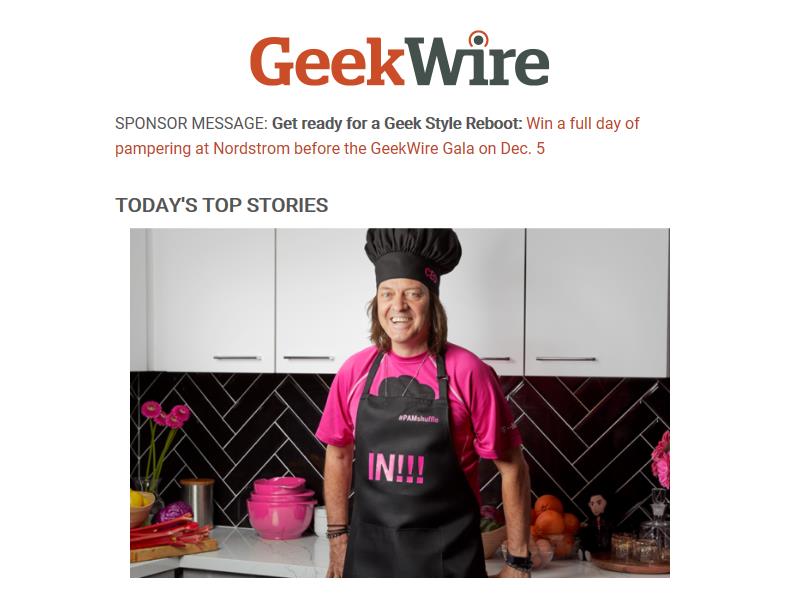 GeekWire
SPONSOR MESSAGE: Get ready for a Geek Style Reboot: Win a full day of
pampering at Nordstrom before the GeekWire Gala on Dec. 5
TODAY'S TOP STORIES
#PAMshuffle
IN!!!